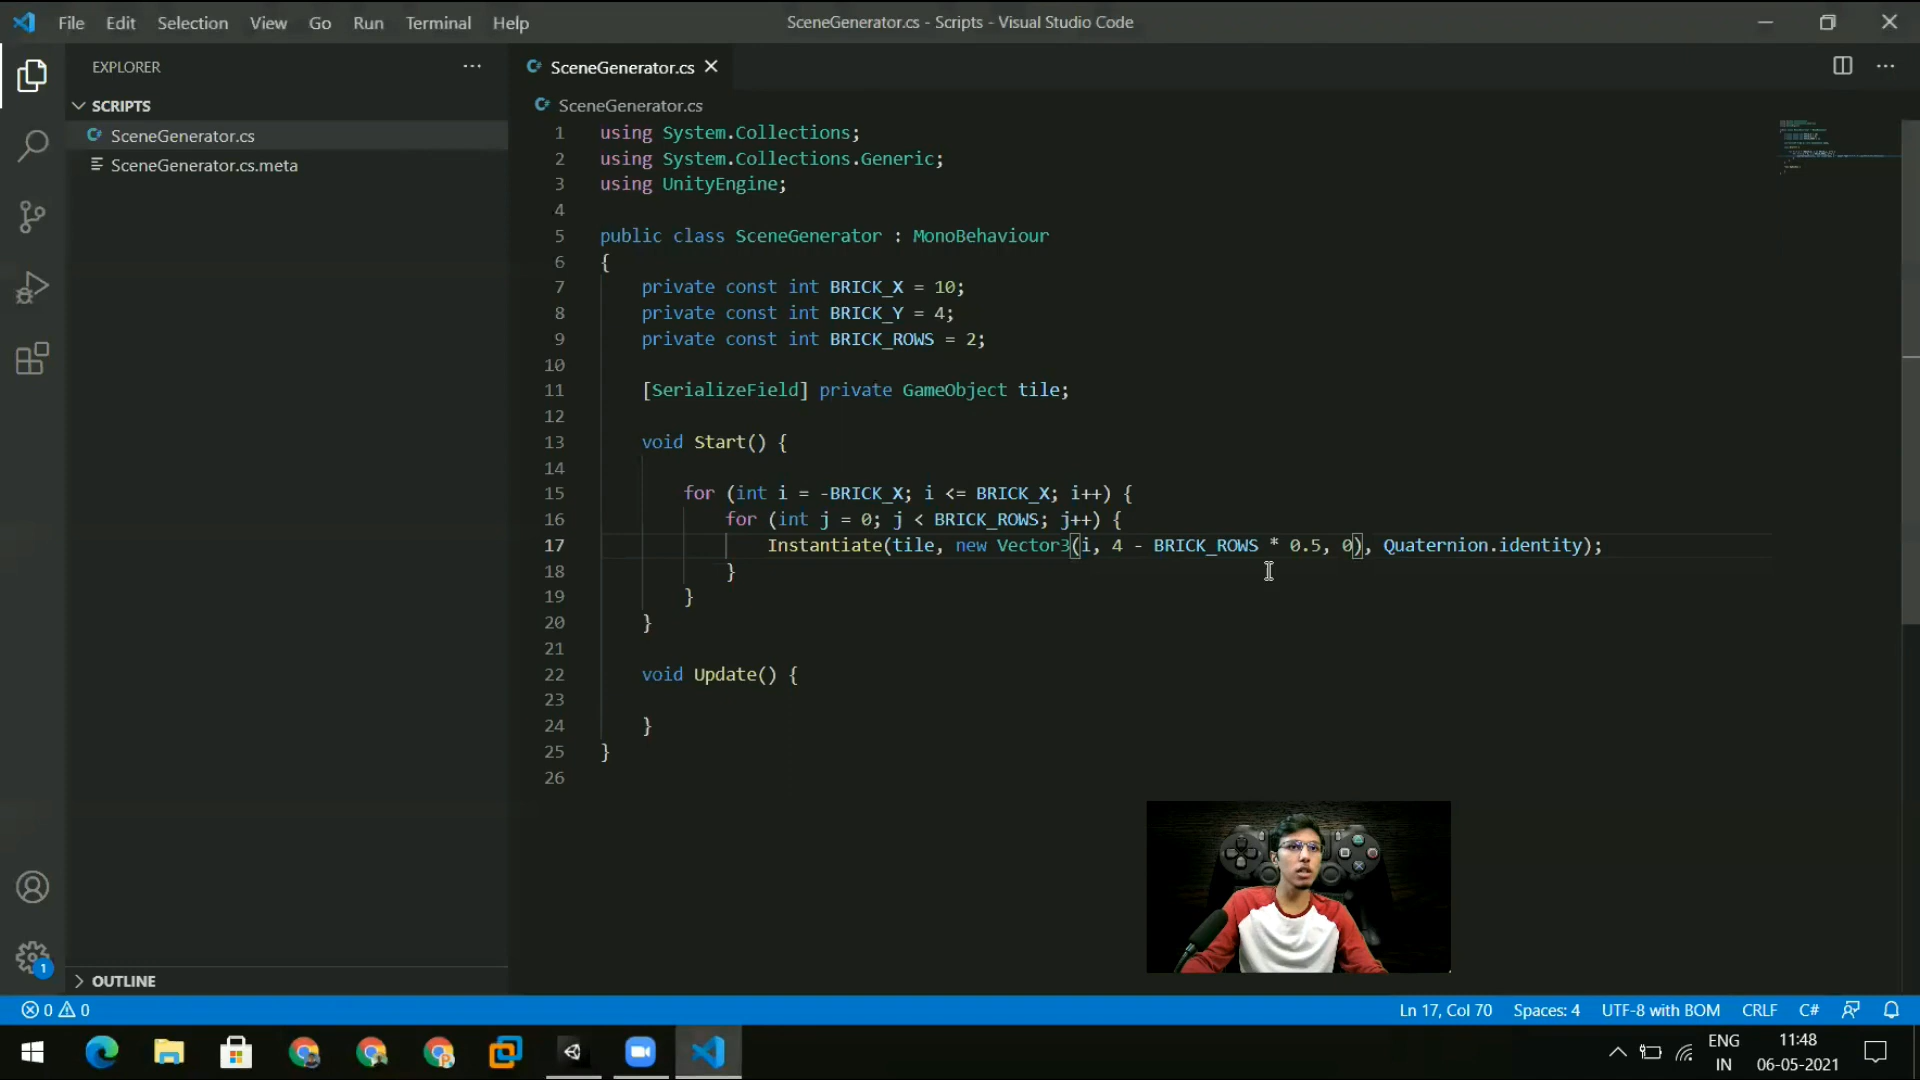 File Edit Selection View Go Run Terminal Help
SceneGenerator.cs - Scripts - Visual Studio Code
EXPLORER
SCRIPTS
SceneGenerator.cs
SceneGenerator.cs.meta
OUTLINE
SceneGenerator.cs
SceneGenerator.cs
1 using System.Collections;
2 using System.Collections.Generic;
3 using UnityEngine;
4
5 public class SceneGenerator : MonoBehaviour
6 {
7 private const int BRICK_X = 10;
8 private const int BRICK_Y = 4;
9 private const int BRICK_ROWS = 2;
10
11 [SerializeField] private GameObject tile;
12
13 void Start() {
14
15 for (int i = -BRICK_X; i <= BRICK_X; i++) {
16 for (int j = 0; j < BRICK_ROWS; j++) {
17 Instantiate(tile, new Vector3(i, 4 - BRICK_ROWS * 0.5, 0), Quaternion.identity);
18 }
19 }
20 }
21
22 void Update() {
23
24 }
25 }
26
1
0 0
Ln 17, Col 70 Spaces: 4 UTF-8 with BOM CRLF C#
ENG
IN
11:48
06-05-2021